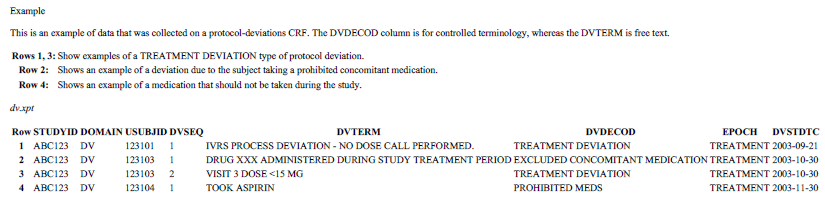 Example
This is an example of data that was collected on a protocol-deviations CRF. The DVDECOD column is for controlled terminology, whereas the DVTERM is free text.
Rows 1, 3: Show examples of a TREATMENT DEVIATION type of protocol deviation.
Row 2: Shows an example of a deviation due to the subject taking a prohibited concomitant medication.
Row 4: Shows an example of a medication that should not be taken during the study.
dv.xpt
Row STUDYID DOMAIN USUBJID DVSEQ DVTERM DVDECOD EPOCH DVSTDTC
1 ABC123 DV 123101 1 IVRS PROCESS DEVIATION - NO DOSE CALL PERFORMED. TREATMENT DEVIATION TREATMENT 2003-09-21
2 ABC123 DV 123103 1 DRUG XXX ADMINISTERED DURING STUDY TREATMENT PERIOD EXCLUDED CONCOMITANT MEDICATION TREATMENT 2003-10-30
3 ABC123 DV 123103 2 VISIT 3 DOSE <15 MG TREATMENT DEVIATION TREATMENT 2003-10-30
4 ABC123 DV 123104 1 TOOK ASPIRIN PROHIBITED MEDS TREATMENT 2003-11-30